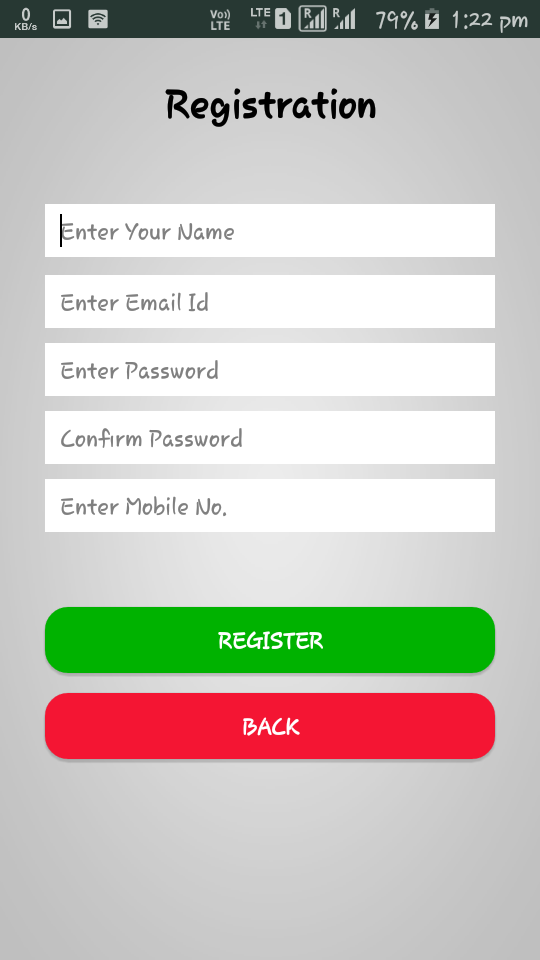 0 KB/s Vo)) LTE LTE 1 R R 79% 1:22 pm
Registration
Enter Your Name
Enter Email Id
Enter Password
Confirm Password
Enter Mobile No.
REGISTER
BACK